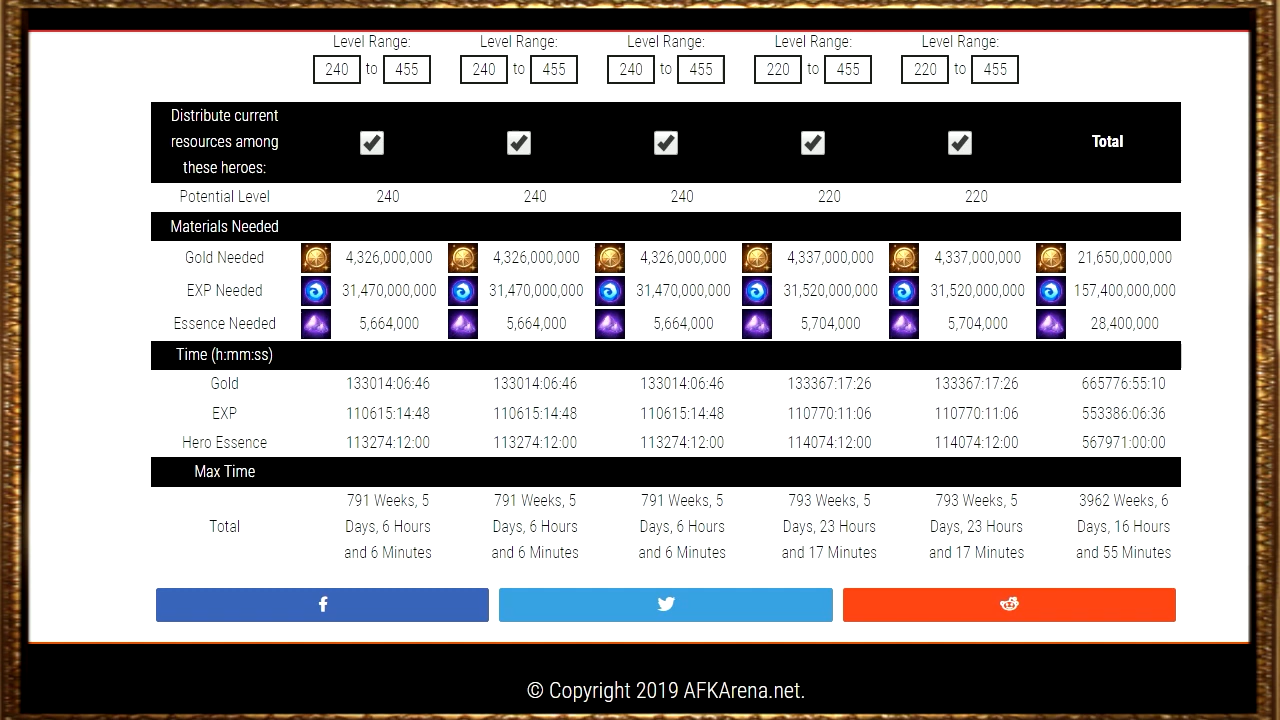 Level Range: Level Range: Level Range: Level Range: Level Range:
240 to 455 240 to 455 240 to 455 220 to 455 220 to 455
Distribute current
resources among
these heroes:
Total
Potential Level 240 240 240 220 220
Materials Needed
Gold Needed 4,326,000,000 4,326,000,000 4,326,000,000 4,337,000,000 4,337,000,000 21,650,000,000
EXP Needed 31,470,000,000 31,470,000,000 31,470,000,000 31,520,000,000 31,520,000,000 157,400,000,000
Essence Needed 5,664,000 5,664,000 5,664,000 5,704,000 5,704,000 28,400,000
Time (h:mm:ss)
Gold 133014:06:46 133014:06:46 133014:06:46 133367:17:26 133367:17:26 665776:55:10
EXP 110615:14:48 110615:14:48 110615:14:48 110770:11:06 110770:11:06 553386:06:36
Hero Essence 113274:12:00 113274:12:00 113274:12:00 114074:12:00 114074:12:00 567971:00:00
Max Time
791 Weeks, 5 791 Weeks, 5 791 Weeks, 5 793 Weeks, 5 793 Weeks, 5 3962 Weeks, 6
Total Days, 6 Hours Days, 6 Hours Days, 6 Hours Days, 23 Hours Days, 23 Hours Days, 16 Hours
and 6 Minutes and 6 Minutes and 6 Minutes and 17 Minutes and 17 Minutes and 55 Minutes
© Copyright 2019 AFKArena.net.